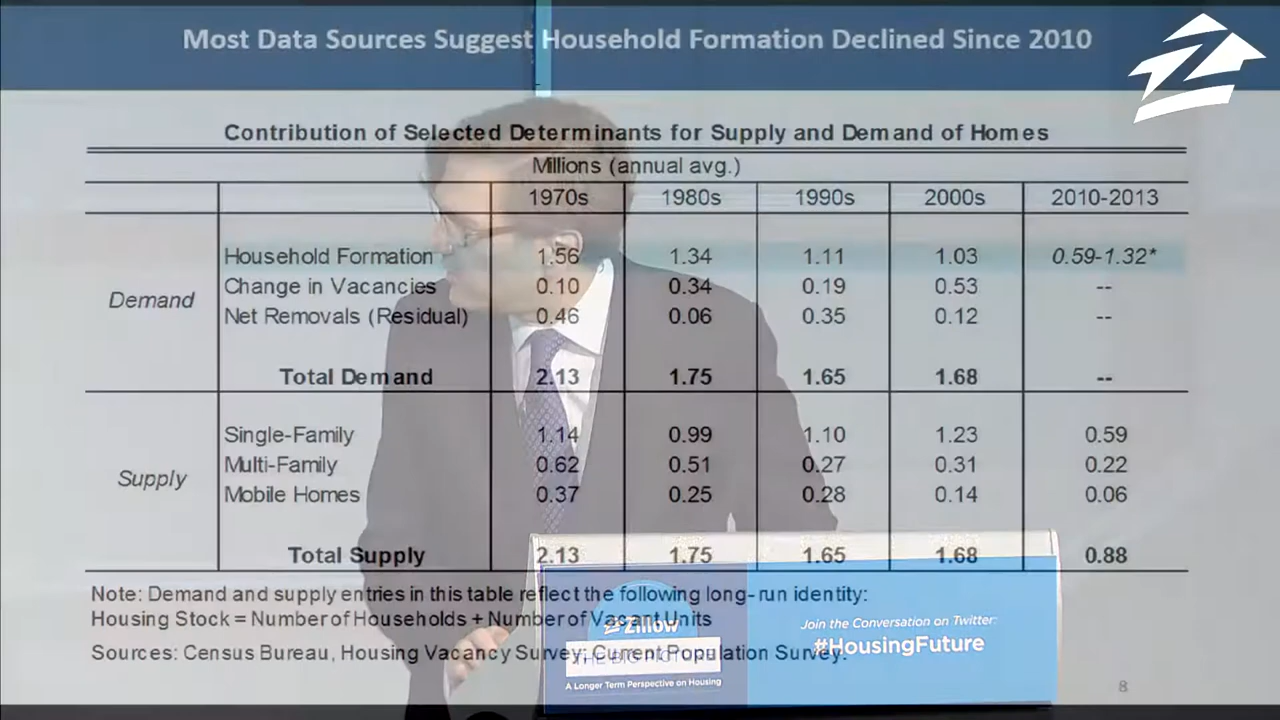 Most Data Sources Suggest Household Formation Declined Since 2010
Contribution of Selected Determinants for Supply and Demand of Homes
Millions (annual avg.)
1970s 1980s 1990s 2000s 2010-2013
Household Formation 1.56 1.34 1.11 1.03 0.59-1.32*
Demand
Change in Vacancies 0.10 0.34 0.19 0.53 --
Net Removals (Residual) 0.46 0.06 0.35 0.12 --
Total Demand 2.13 1.75 1.65 1.68 --
Single-Family 1.14 0.99 1.10 1.23 0.59
Multi-Family 0.62 0.51 0.27 0.31 0.22
Supply
Mobile Homes 0.37 0.25 0.28 0.14 0.06
Total Supply 2.13 1.75 1.65 1.68 0.88
Note: Demand and supply entries in this table reflect the following long-run identity:
Housing Stock = Number of Households + Number of Vacant Units
Sources: Census Bureau, Housing Vacancy Survey; Current Population Survey.
8
Zillow
THE BIG PICTURE
A Longer Term Perspective on Housing
Join the Conversation on Twitter:
#HousingFuture